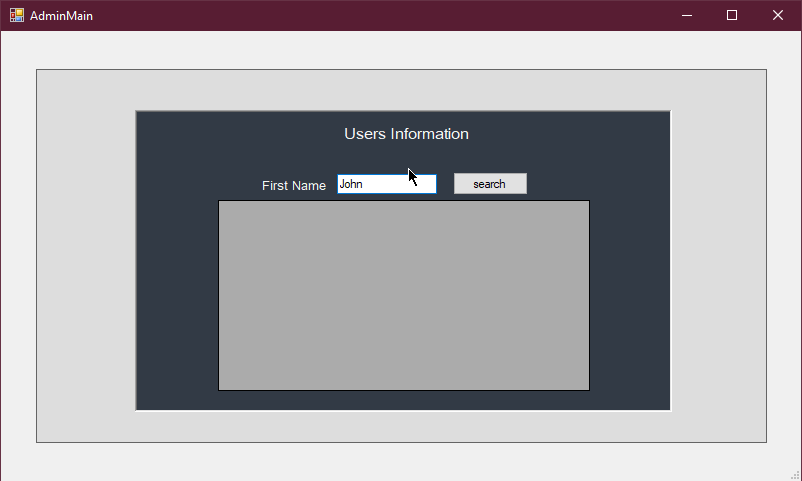 AdminMain
Users Information
First Name John search